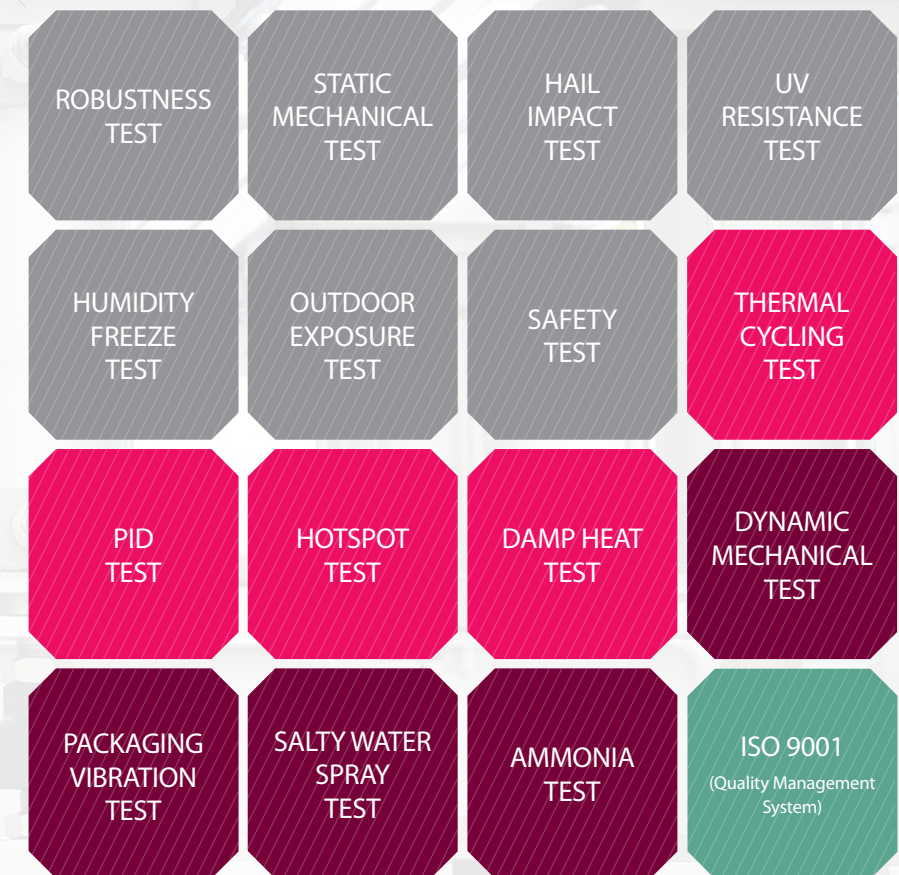 ROBUSTNESS
TEST
STATIC
MECHANICAL
TEST
HAIL
IMPACT
TEST
UV
RESISTANCE
TEST
HUMIDITY
FREEZE
TEST
OUTDOOR
EXPOSURE
TEST
SAFETY
TEST
THERMAL
CYCLING
TEST
PID
TEST
HOTSPOT
TEST
DAMP HEAT
TEST
DYNAMIC
MECHANICAL
TEST
PACKAGING
VIBRATION
TEST
SALTY WATER
SPRAY
TEST
AMMONIA
TEST
ISO 9001
(Quality Management
System)